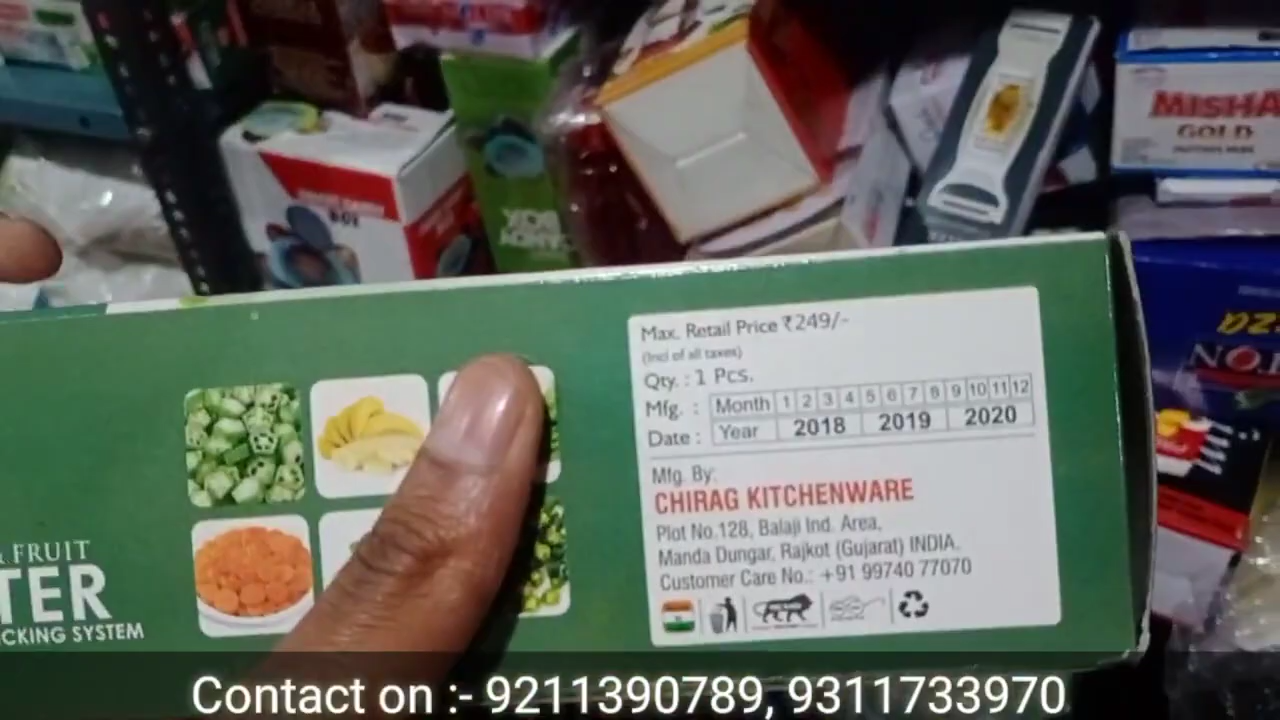 MISHA
GOLD
BOX
Max. Retail Price ₹249/-
(Incl of all taxes)
Qty. : 1 Pcs.
Mfg. : Month 1 2 3 4 5 6 7 8 9 10 11 12
Date : Year 2018 2019 2020
Mfg. By:
CHIRAG KITCHENWARE
Plot No.128, Balaji Ind. Area,
Manda Dungar, Rajkot (Gujarat) INDIA.
Customer Care No.: +91 99740 77070
& FRUIT
TER
CKING SYSTEM
Contact on :- 9211390789, 9311733970